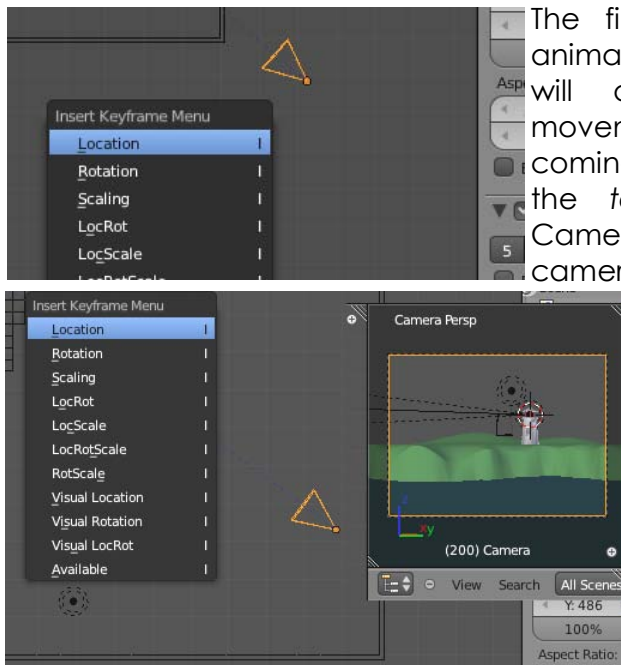 The
anima
will
mover
comin
the
Came
camer
Asp
Insert Keyframe Menu
Location I
Rotation I
Scaling I
LocRot I
LocScale I
5
Insert Keyframe Menu
Location I
Rotation I
Scaling I
LocRot I
LocScale I
LocRotScale I
RotScale I
Visual Location I
Visual Rotation I
Visual LocRot I
Available I
Camera Persp
z
xy
(200) Camera
View Search All Scenes
Y: 486
100%
Aspect Ratio: